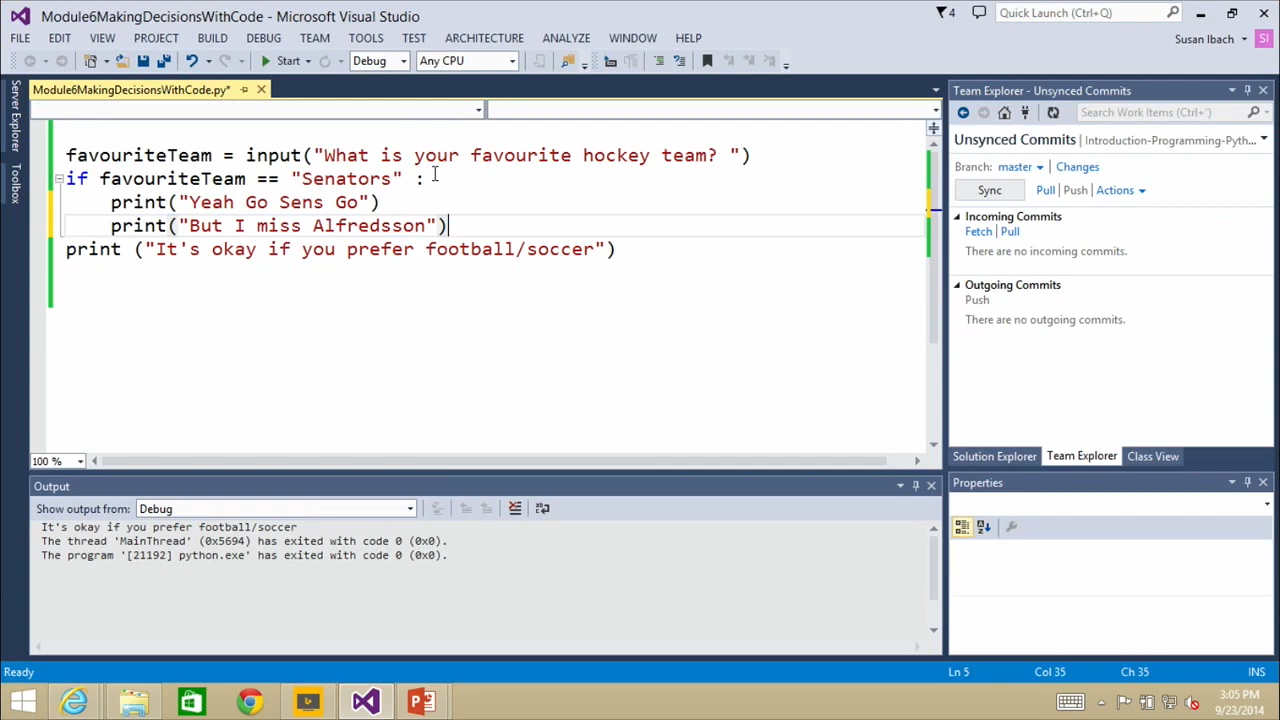 Module6MakingDecisionsWithCode - Microsoft Visual Studio
4
Quick Launch (Ctrl+Q)
FILE EDIT VIEW PROJECT BUILD DEBUG TEAM TOOLS TEST ARCHITECTURE ANALYZE WINDOW HELP
Susan Ibach
SI
Start
Debug
Any CPU
Server Explorer
Toolbox
Module6MakingDecisionsWithCode.py*
favouriteTeam = input("What is your favourite hockey team? ")
if favouriteTeam == "Senators" :
print("Yeah Go Sens Go")
print("But I miss Alfredsson")
print ("It's okay if you prefer football/soccer")
100 %
Output
Show output from: Debug
It's okay if you prefer football/soccer
The thread 'MainThread' (0x5694) has exited with code 0 (0x0).
The program '[21192] python.exe' has exited with code 0 (0x0).
Team Explorer - Unsynced Commits
Search Work Items (Ctrl+')
Unsynced Commits | Introduction-Programming-Pyth
Branch: master Changes
Sync Pull Push Actions
Incoming Commits
Fetch Pull
There are no incoming commits.
Outgoing Commits
Push
There are no outgoing commits.
Solution Explorer Team Explorer Class View
Properties
Ready
Ln 5
Col 35
Ch 35
INS
3:05 PM
9/23/2014